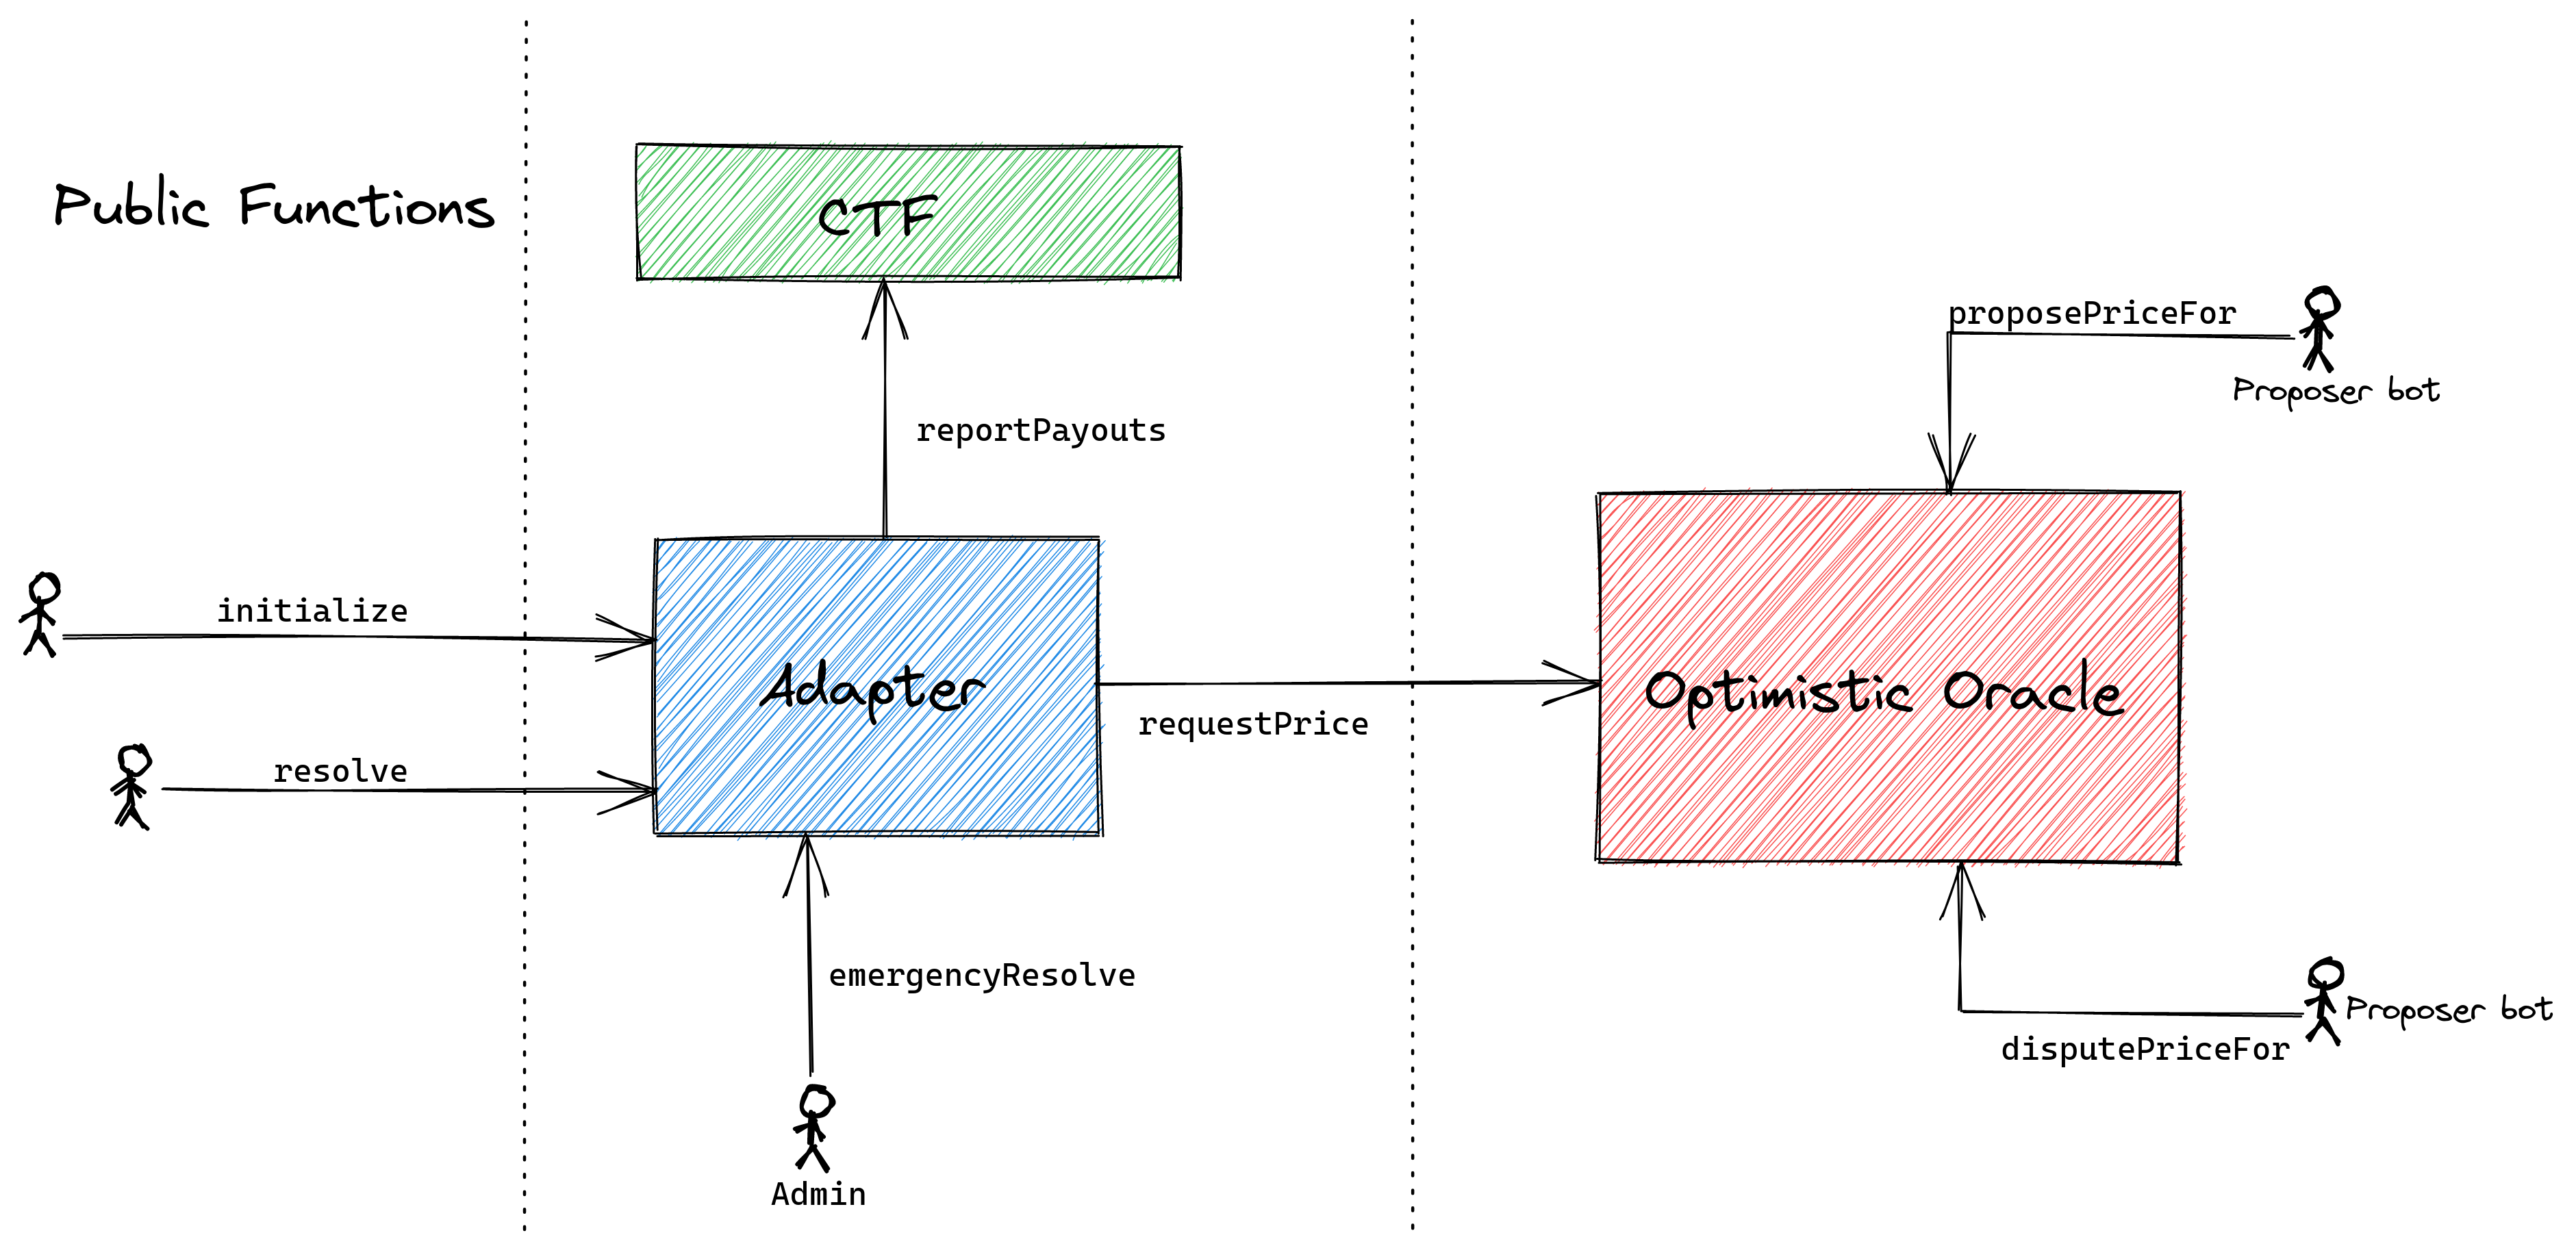 Public Functions
CTF
proposePriceFor
Proposer bot
reportPayouts
initialize
Adapter
Optimistic Oracle
requestPrice
resolve
emergencyResolve
Proposer bot
disputePriceFor
Admin